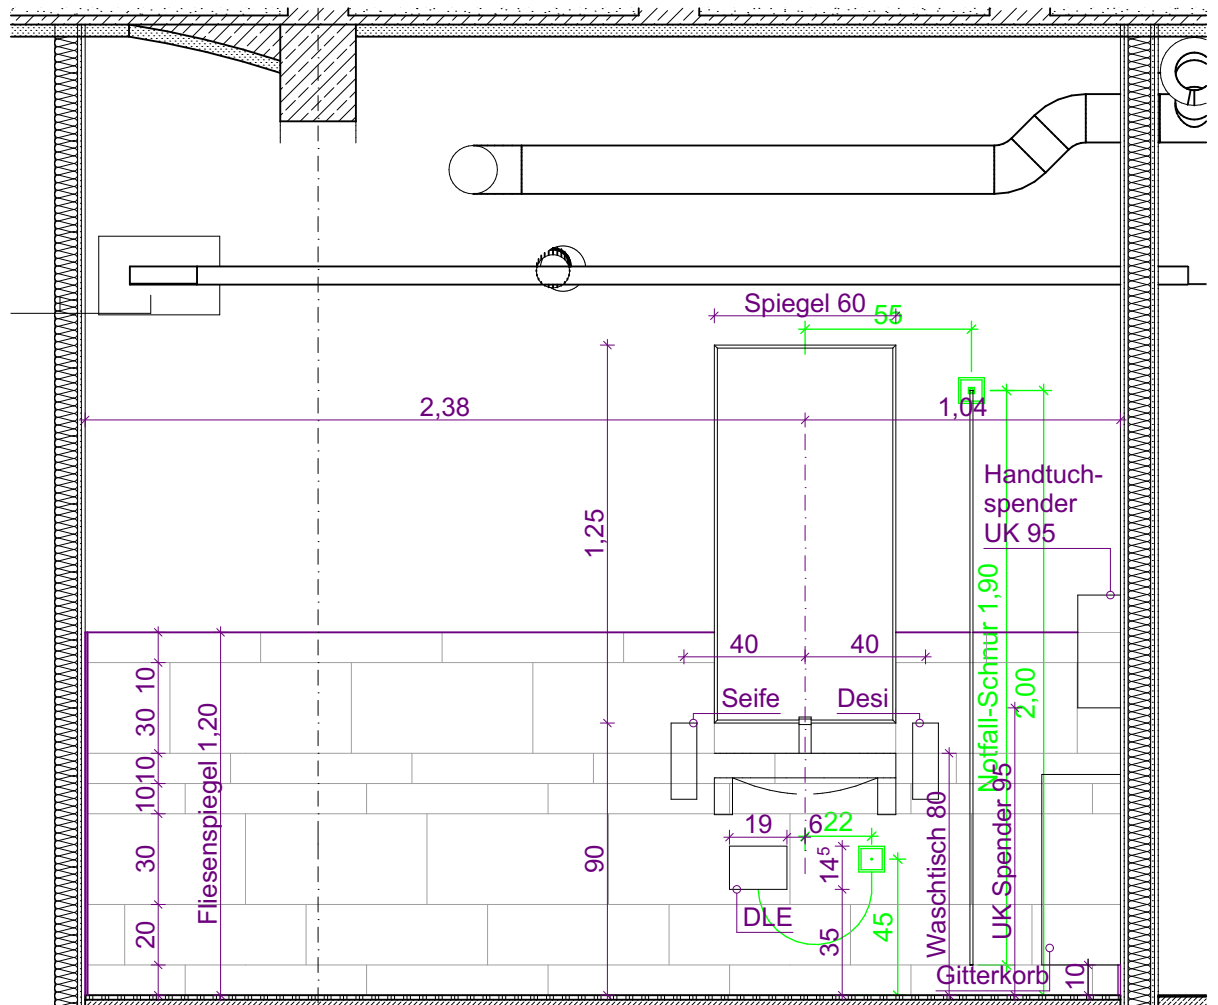 Spiegel 60
55
2,38
1,04
Handtuch-
spender
UK 95
1,25
Notfall-Schnur 1,90
2,00
40
40
10
30
Fliesenspiegel 1,20
Seife
Desi
10
10
UK Spender 95
Waschtisch 80
19
6
22
30
90
14⁵
DLE
20
35
45
Gitterkorb
10